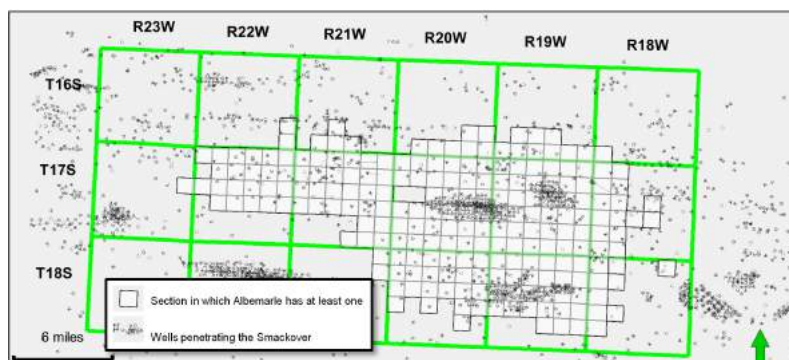 R23W R22W R21W R20W R19W R18W
T16S
T17S
T18S
Section in which Albemarle has at least one
Wells penetrating the Smackover
6 miles